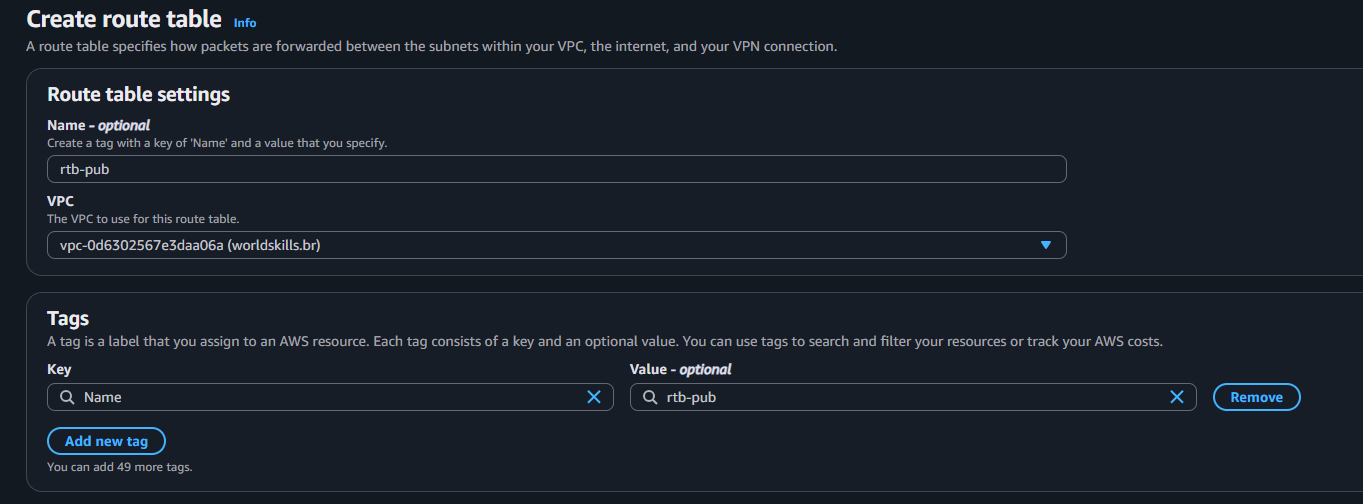 Create route table Info
A route table specifies how packets are forwarded between the subnets within your VPC, the internet, and your VPN connection.
Route table settings
Name - optional
Create a tag with a key of 'Name' and a value that you specify.
rtb-pub
VPC
The VPC to use for this route table.
vpc-0d6302567e3daa06a (worldskills.br)
Tags
A tag is a label that you assign to an AWS resource. Each tag consists of a key and an optional value. You can use tags to search and filter your resources or track your AWS costs.
Key Value - optional
Name rtb-pub Remove
Add new tag
You can add 49 more tags.